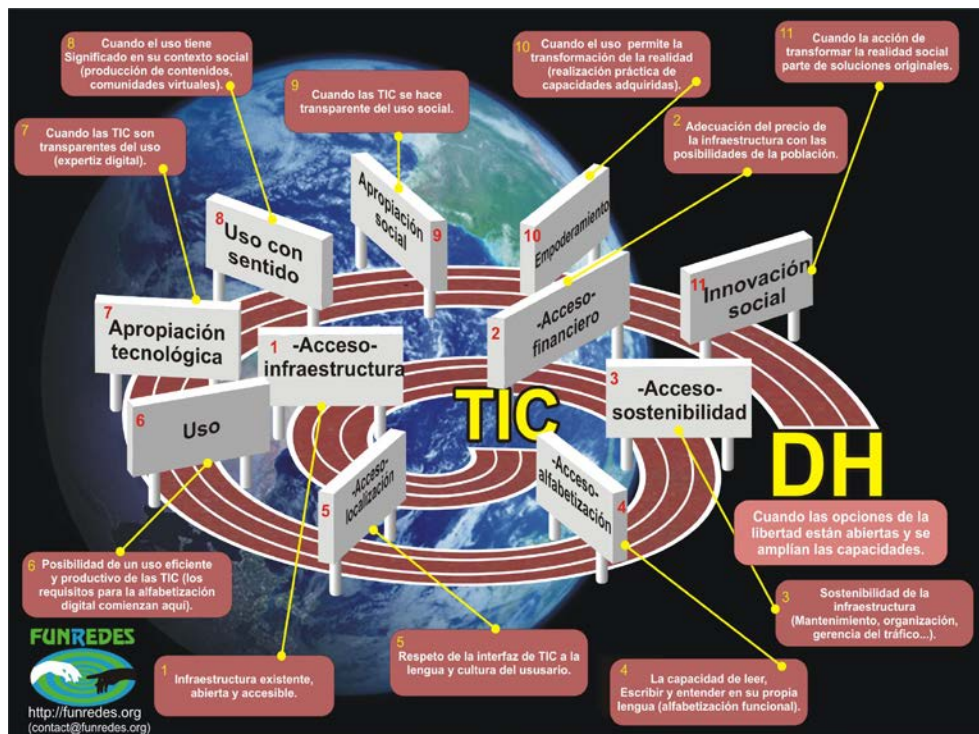 8
Cuando el uso tiene
Significado en su contexto social
(producción de contenidos,
comunidades virtuales).
9
Cuando las TIC se hace
transparente del uso social.
10
Cuando el uso permite la
transformación de la realidad
(realización práctica de
capacidades adquiridas).
11
Cuando la acción de
transformar la realidad social
parte de soluciones originales.
7
Cuando las TIC son
transparentes del uso
(expertiz digital).
2
Adecuación del precio de
la infraestructura con las
posibilidades de la población.
8
Uso con
sentido
Apropiación
social
9
10
Empoderamiento
11
Innovación
social
7
Apropiación
tecnológica
1
-Acceso-
infraestructura
2
-Acceso-
financiero
3
-Acceso-
sostenibilidad
6
Uso
TIC
5
-Acceso-
localización
-Acceso-
alfabetización
4
DH
Cuando las opciones de la
libertad están abiertas y se
amplían las capacidades.
6
Posibilidad de un uso eficiente
y productivo de las TIC (los
requisitos para la alfabetización
digital comienzan aquí).
3
Sostenibilidad de la
infraestructura
(Mantenimiento, organización,
gerencia del tráfico...).
FUNREDES
http://funredes.org
(contact@funredes.org)
1
Infraestructura existente,
abierta y accesible.
5
Respeto de la interfaz de TIC a la
lengua y cultura del ususario.
4
La capacidad de leer,
Escribir y entender en su propia
lengua (alfabetización funcional).